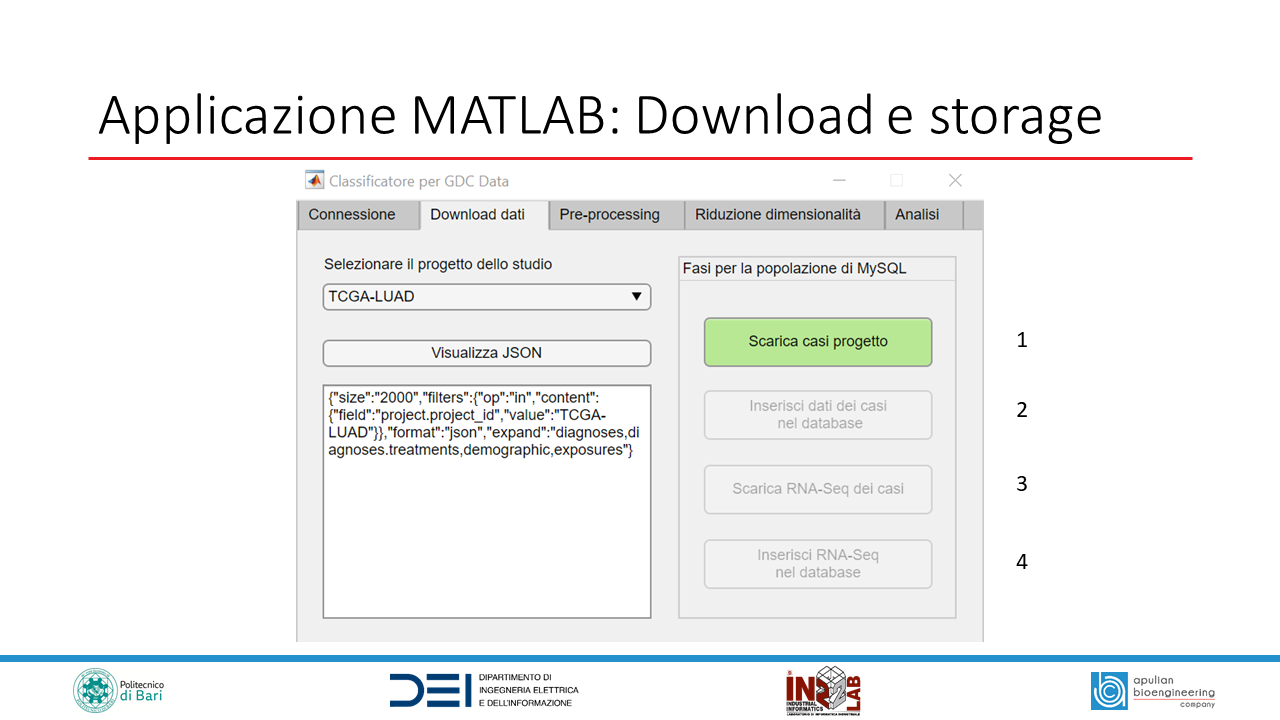 Applicazione MATLAB: Download e storage
Classificatore per GDC Data
Connessione
Download dati
Pre-processing
Riduzione dimensionalità
Analisi
Selezionare il progetto dello studio
TCGA-LUAD
Visualizza JSON
{"size":"2000","filters":{"op":"in","content":
{"field":"project.project_id","value":"TCGA-
LUAD"}},"format":"json","expand":"diagnoses,di
agnoses.treatments,demographic,exposures"}
Fasi per la popolazione di MySQL
Scarica casi progetto
1
Inserisci dati dei casi
nel database
2
Scarica RNA-Seq dei casi
3
Inserisci RNA-Seq
nel database
4
Politecnico
di Bari
DEI
DIPARTIMENTO DI
INGEGNERIA ELETTRICA
E DELL'INFORMAZIONE
INDUSTRIAL
INFORMATICS
LAB
LABORATORIO DI INFORMATICA INDUSTRIALE
apulian
bioengineering
company